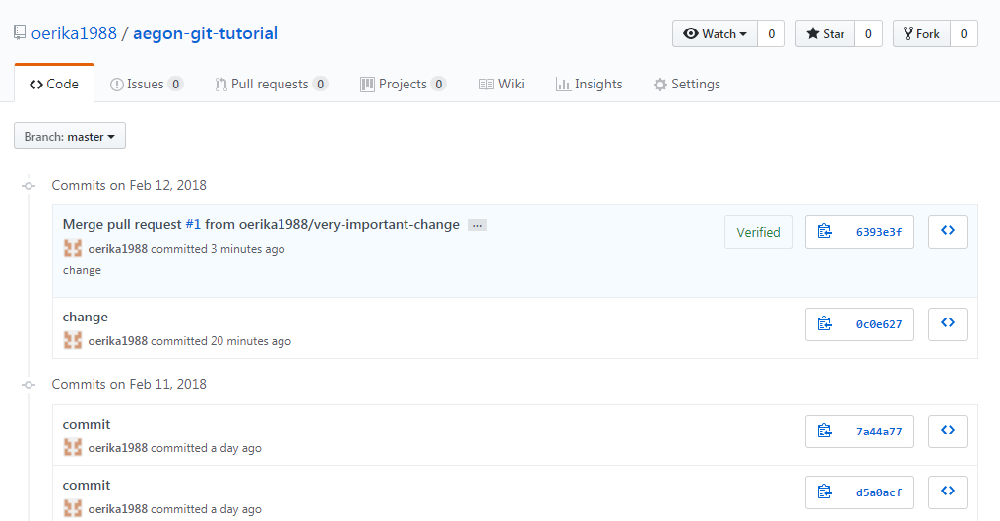 oerika1988 / aegon-git-tutorial
Watch 0 Star 0 Fork 0
Code Issues 0 Pull requests 0 Projects 0 Wiki Insights Settings
Branch: master
Commits on Feb 12, 2018
Merge pull request #1 from oerika1988/very-important-change ...
Verified 6393e3f
oerika1988 committed 3 minutes ago
change
change
0c0e627
oerika1988 committed 20 minutes ago
Commits on Feb 11, 2018
commit
7a44a77
oerika1988 committed a day ago
commit
d5a0acf
oerika1988 committed a day ago